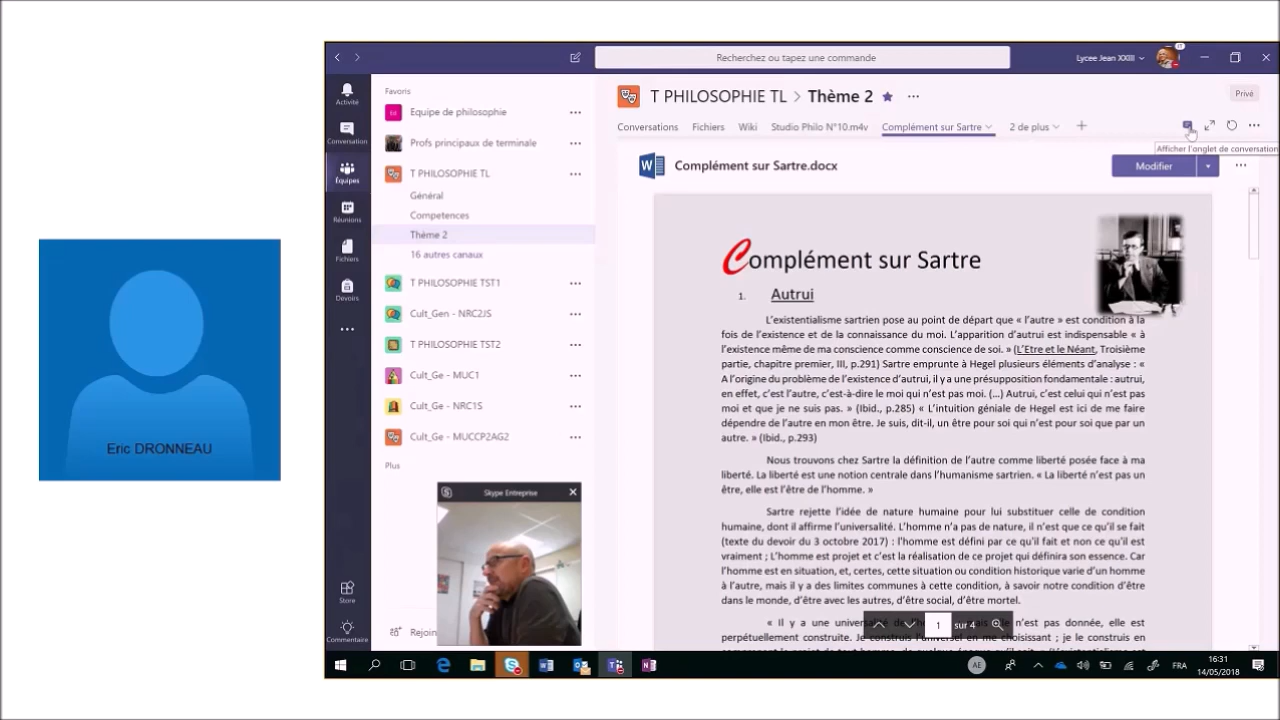 Recherchez ou tapez une commande
Lycee Jean XXIII
Activité
Conversation
Équipes
Réunions
Fichiers
Devoirs
Store
Commentaire
Favoris
Equipe de philosophie
Profs principaux de terminale
T PHILOSOPHIE TL
Général
Competences
Thème 2
16 autres canaux
T PHILOSOPHIE TST1
Cult_Gen - NRC2JS
T PHILOSOPHIE TST2
Cult_Ge - MUC1
Cult_Ge - NRC1S
Cult_Ge - MUCCP2AG2
Plus
Rejoin
Skype Entreprise
T PHILOSOPHIE TL > Thème 2
Privé
Conversations Fichiers Wiki Studio Philo N°10.m4v Complément sur Sartre 2 de plus
Afficher l'onglet de conversation
Complément sur Sartre.docx
Modifier
Complément sur Sartre
1. Autrui
L'existentialisme sartrien pose au point de départ que « l'autre » est condition à la
fois de l'existence et de la connaissance du moi. L'apparition d'autrui est indispensable « à
l'existence même de ma conscience comme conscience de soi. » (L'Etre et le Néant, Troisième
partie, chapitre premier, III, p.291) Sartre emprunte à Hegel plusieurs éléments d'analyse : «
A l'origine du problème de l'existence d'autrui, il y a une présupposition fondamentale : autrui,
en effet, c'est l'autre, c'est-à-dire le moi qui n'est pas moi. (...) Autrui, c'est celui qui n'est pas
moi et que je ne suis pas. » (Ibid., p.285) « L'intuition géniale de Hegel est ici de me faire
dépendre de l'autre en mon être. Je suis, dit-il, un être pour soi qui n'est pour soi que par un
autre. » (Ibid., p.293)
Nous trouvons chez Sartre la définition de l'autre comme liberté posée face à ma
liberté. La liberté est une notion centrale dans l'humanisme sartrien. « La liberté n'est pas un
être, elle est l'être de l'homme. »
Sartre rejette l'idée de nature humaine pour lui substituer celle de condition
humaine, dont il affirme l'universalité. L'homme n'a pas de nature, il n'est que ce qu'il se fait
(texte du devoir du 3 octobre 2017) : l'homme est défini par ce qu'il fait et non ce qu'il est
vraiment ; L'homme est projet et c'est la réalisation de ce projet qui définira son essence. Car
l'homme est en situation, et, certes, cette situation ou condition historique varie d'un homme
à l'autre, mais il y a des limites communes à cette condition, à savoir notre condition d'être
dans le monde, d'être avec les autres, d'être social, d'être mortel.
« Il y a une n'est pas donnée, elle est
perpétuellement construite. Je
1 sur 4
Eric DRONNEAU
AE
FRA
16:31
14/05/2018